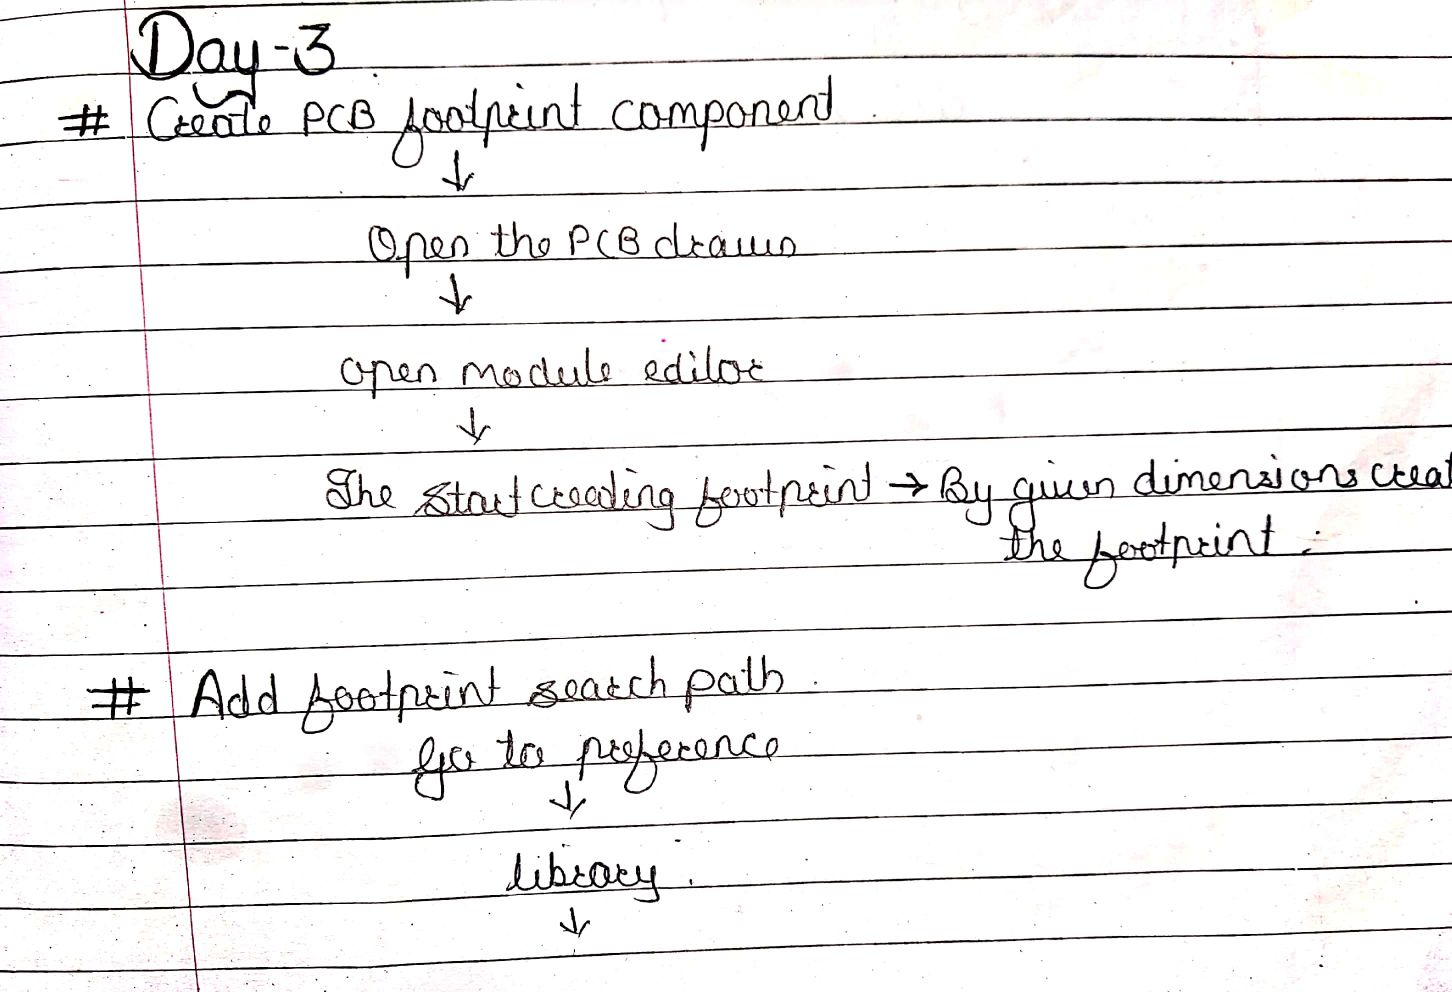 Day-3
# Create PCB footprint component
↓
Open the PCB drawn
↓
open module editor
↓
The start creating footprint → By given dimensions creat
the footprint.
# Add footprint search path.
Go to preference
↓
library.
↓